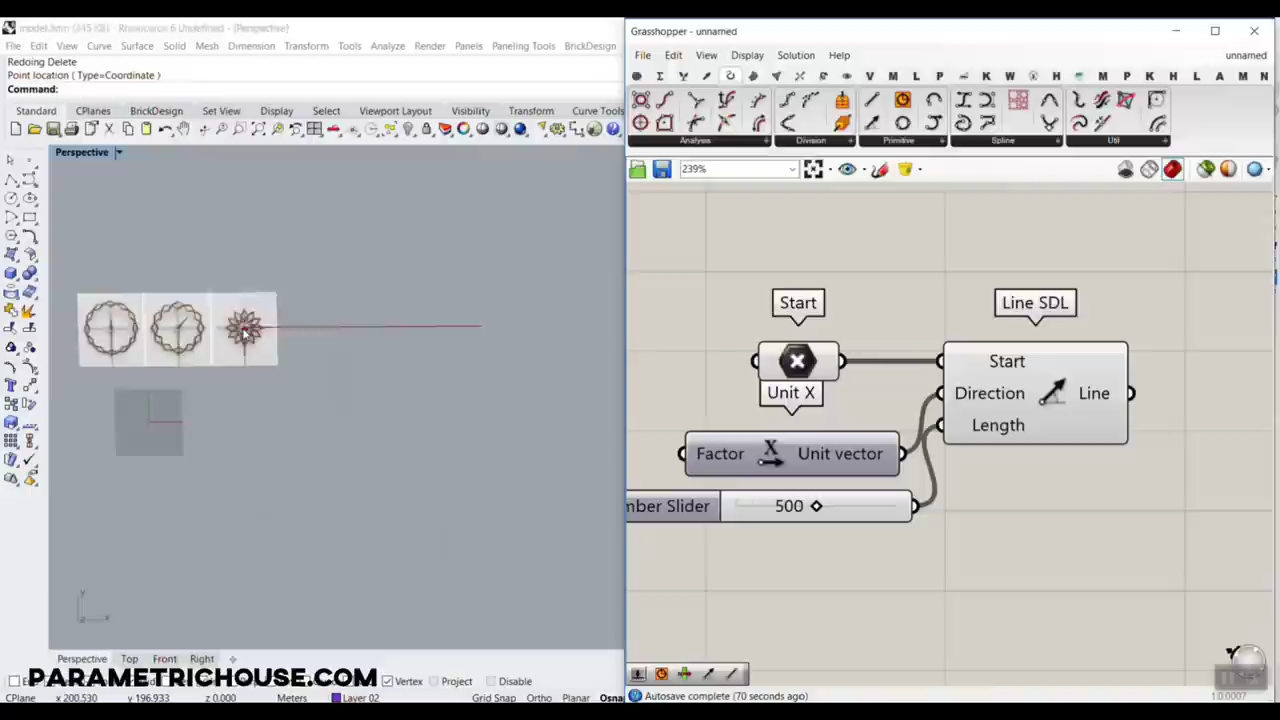 model.3dm (345 KB) - Rhinoceros 6 Undefined - [Perspective]
File Edit View Curve Surface Solid Mesh Dimension Transform Tools Analyze Render Panels Paneling Tools BrickDesign
Redoing Delete
Point location ( Type=Coordinate )
Command:
Standard CPlanes BrickDesign Set View Display Select Viewport Layout Visibility Transform Curve Tools
Perspective
Perspective Top Front Right
Vertex Project Disable
PARAMETRICHOUSE.COM
CPlane x 200.530 y 196.933 z 0.000 Meters Layer 02 Grid Snap Ortho Planar Osnap
Grasshopper - unnamed
File Edit View Display Solution Help unnamed
V M L P K W H M P K H L A M N
Analysis Division Primitive Spline Util
239%
Start
Line SDL
Start
Unit X
Direction Line
Length
Factor X Unit vector
mber Slider 500
Autosave complete (70 seconds ago)
1.0.0007